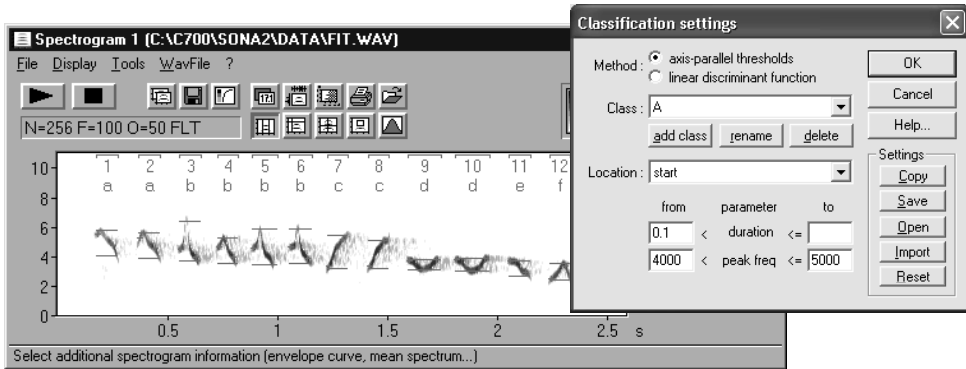 Spectrogram 1 (C:\C700\SONA2\DATA\FIT.WAV)
File Display Tools WavFile ?
N=256 F=100 O=50 FLT
1 2 3 4 5 6 7 8 9 10 11 12
a a b b b b c c d d e f
10
8
6
4
2
0
0.5 1 1.5 2 2.5 s
Select additional spectrogram information (envelope curve, mean spectrum...)
Classification settings
Method : axis-parallel thresholds
linear discriminant function
Class : A
add class rename delete
Location : start
from parameter to
0.1 < duration <=
4000 < peak freq <= 5000
OK
Cancel
Help...
Settings
Copy
Save
Open
Import
Reset